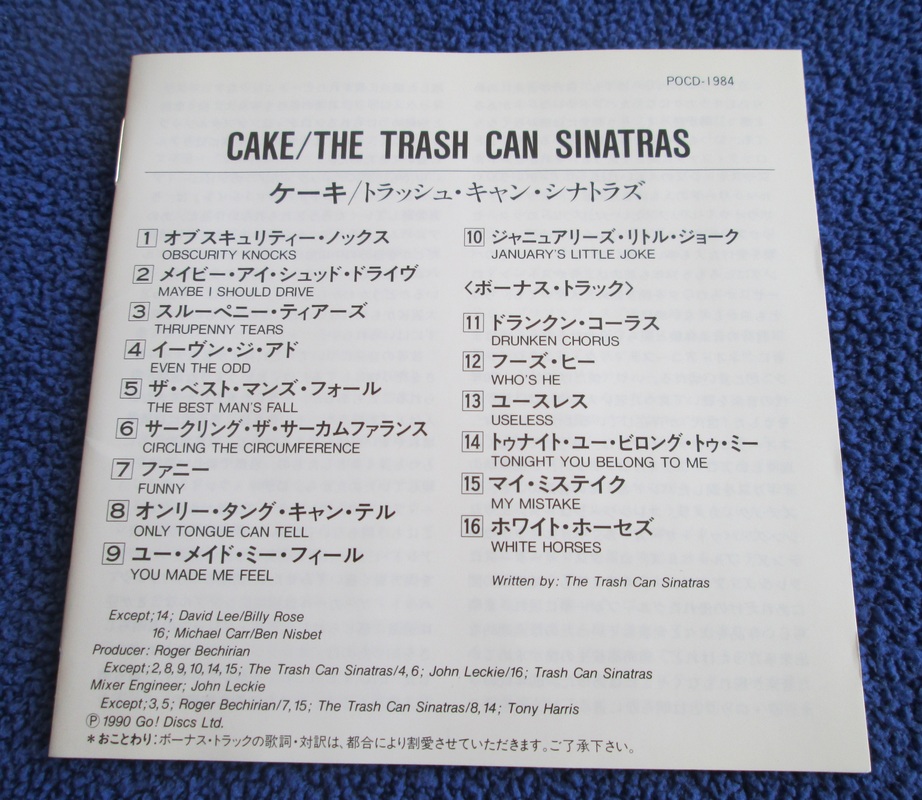 POCD-1984
CAKE/THE TRASH CAN SINATRAS
ケーキ/トラッシュ・キャン・シナトラズ
1 オブスキュリティー・ノックス
OBSCURITY KNOCKS
2 メイビー・アイ・シュッド・ドライヴ
MAYBE I SHOULD DRIVE
3 スルーペニー・ティアーズ
THRUPENNY TEARS
4 イーヴン・ジ・アド
EVEN THE ODD
5 ザ・ベスト・マンズ・フォール
THE BEST MAN'S FALL
6 サークリング・ザ・サーカムファランス
CIRCLING THE CIRCUMFERENCE
7 ファニー
FUNNY
8 オンリー・タング・キャン・テル
ONLY TONGUE CAN TELL
9 ユー・メイド・ミー・フィール
YOU MADE ME FEEL
10 ジャニュアリーズ・リトル・ジョーク
JANUARY'S LITTLE JOKE
〈ボーナス・トラック〉
11 ドランクン・コーラス
DRUNKEN CHORUS
12 フーズ・ヒー
WHO'S HE
13 ユースレス
USELESS
14 トゥナイト・ユー・ビロング・トゥ・ミー
TONIGHT YOU BELONG TO ME
15 マイ・ミステイク
MY MISTAKE
16 ホワイト・ホーセズ
WHITE HORSES
Written by: The Trash Can Sinatras
Except;14; David Lee/Billy Rose
16; Michael Carr/Ben Nisbet
Producer: Roger Bechirian
Except;2,8,9,10,14,15; The Trash Can Sinatras/4,6; John Leckie/16; Trash Can Sinatras
Mixer Engineer; John Leckie
Except;3,5; Roger Bechirian/7,15; The Trash Can Sinatras/8,14; Tony Harris
Ⓟ1990 Go! Discs Ltd.
*おことわり:ボーナス・トラックの歌詞・対訳は、都合により割愛させていただきます。ご了承下さい。